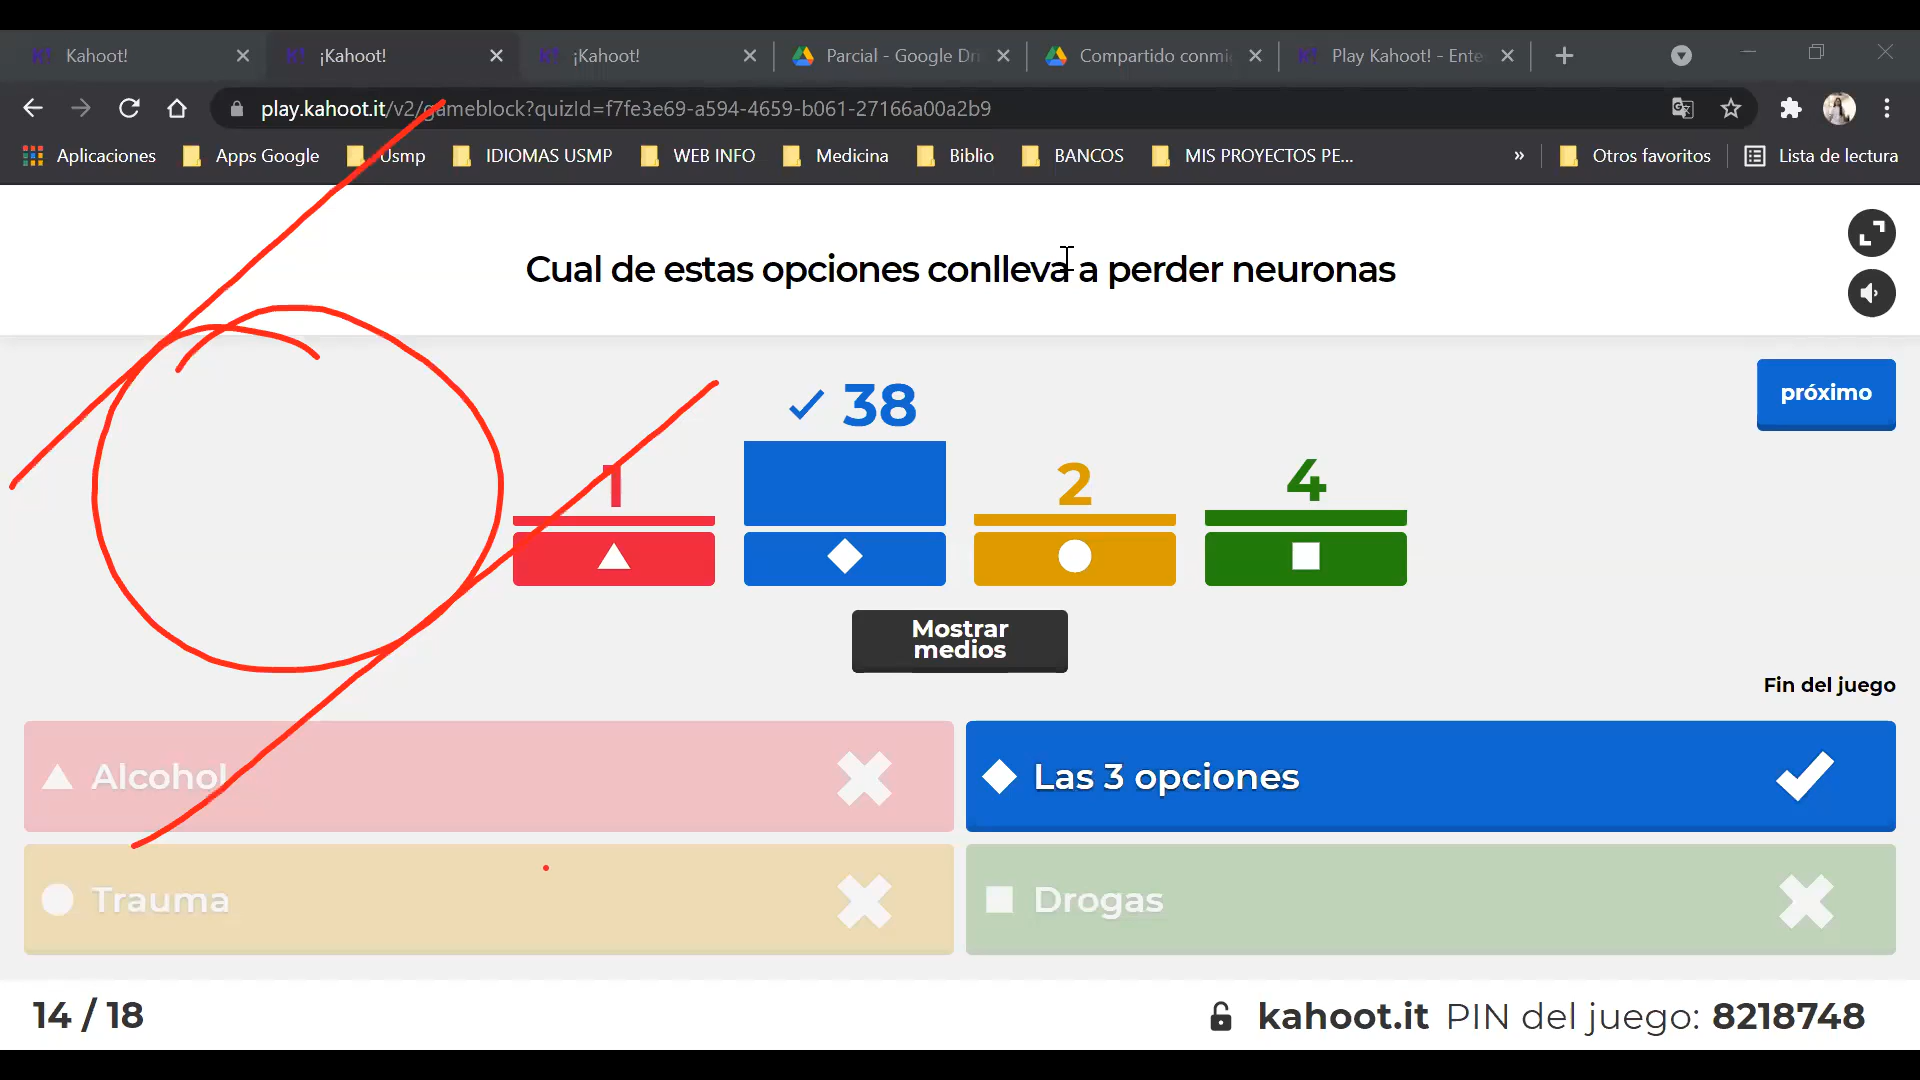 Kahoot!
¡Kahoot!
¡Kahoot!
Parcial - Google Dri
Compartido conmi
Play Kahoot! - Ente
play.kahoot.it/v2/gameblock?quizId=f7fe3e69-a594-4659-b061-27166a00a2b9
Aplicaciones
Apps Google
Usmp
IDIOMAS USMP
WEB INFO
Medicina
Biblio
BANCOS
MIS PROYECTOS PE...
»
Otros favoritos
Lista de lectura
Cual de estas opciones conlleva a perder neuronas
próximo
1
38
2
4
Mostrar
medios
Fin del juego
Alcohol
Las 3 opciones
Trauma
Drogas
14 / 18
kahoot.it PIN del juego: 8218748